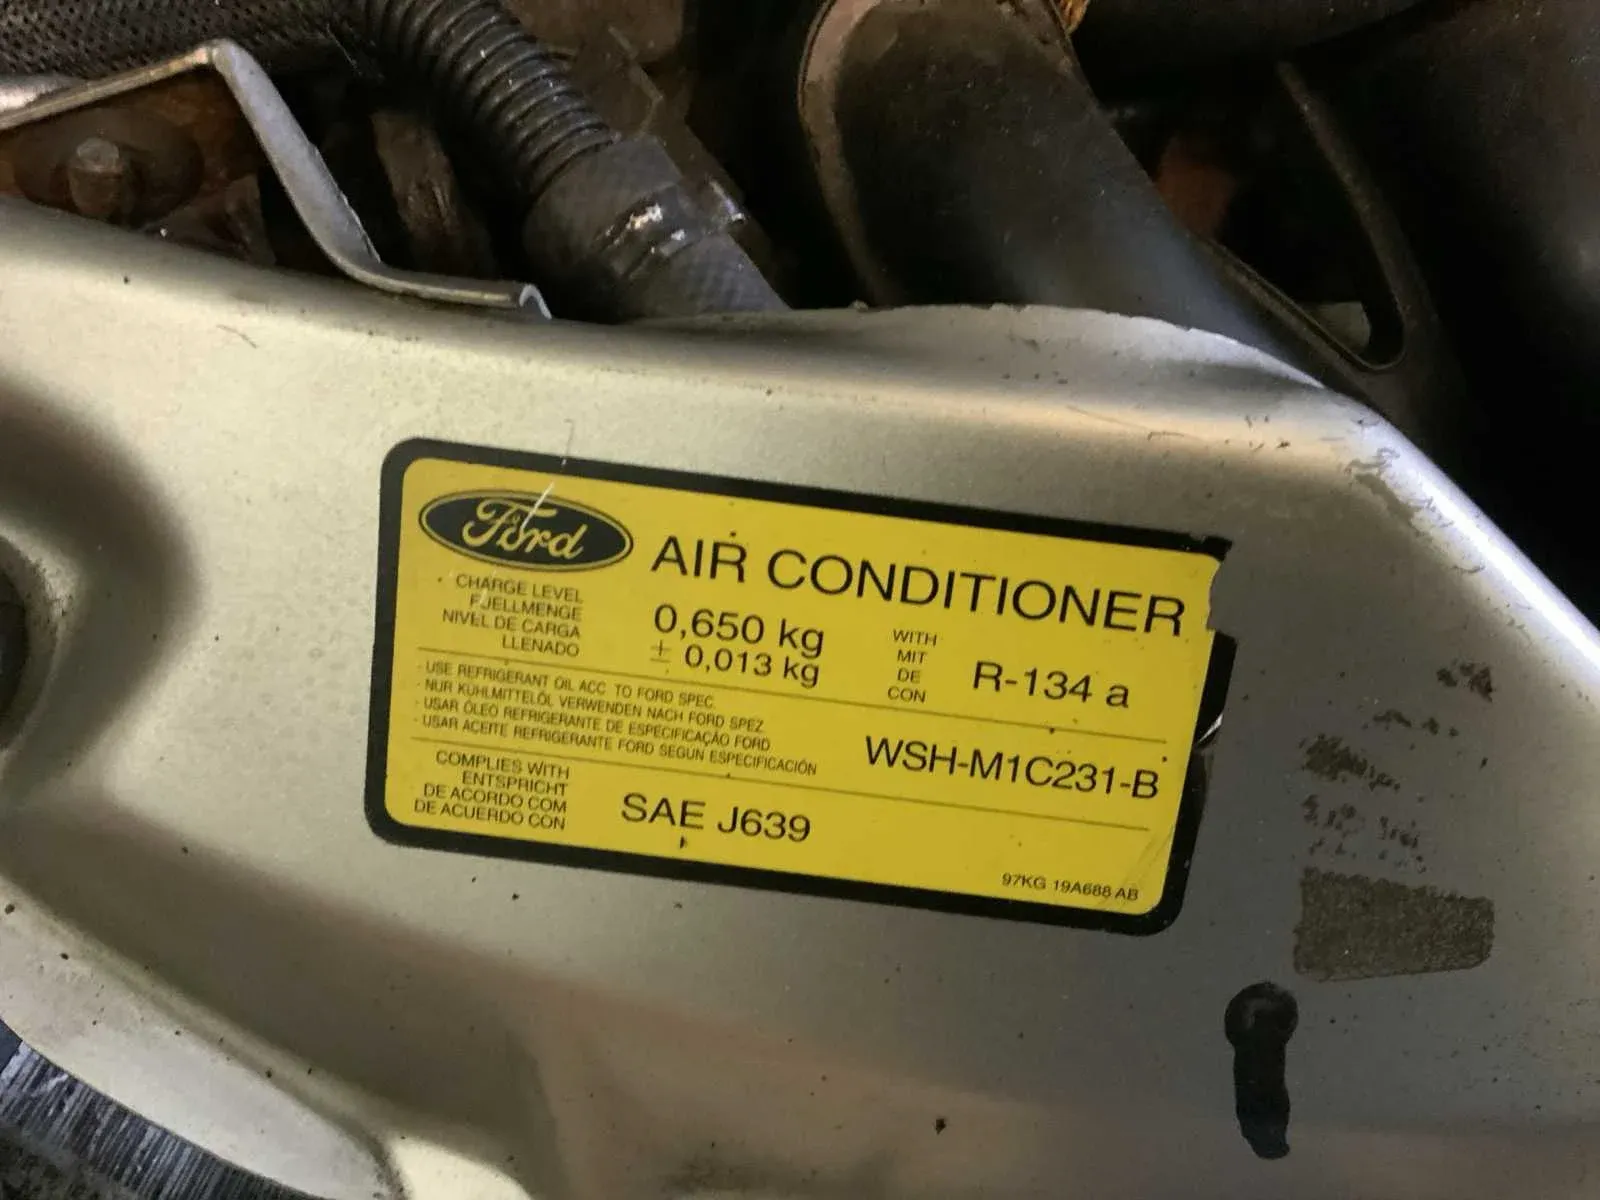 Ford
AIR CONDITIONER
CHARGE LEVEL
FUELLMENGE
NIVEL DE CARGA
LLENADO
0,650 kg
± 0,013 kg
WITH
MIT
DE
CON
R-134 a
- USE REFRIGERANT OIL ACC. TO FORD SPEC.
- NUR KÜHLMITTELÖL VERWENDEN NACH FORD SPEZ.
- USAR ÓLEO REFRIGERANTE DE ESPECIFICAÇÃO FORD
- USAR ACEITE REFRIGERANTE FORD SEGÚN ESPECIFICACIÓN
WSH-M1C231-B
COMPLIES WITH
ENTSPRICHT
DE ACORDO COM
DE ACUERDO CON
SAE J639
97KG 19A688 AB